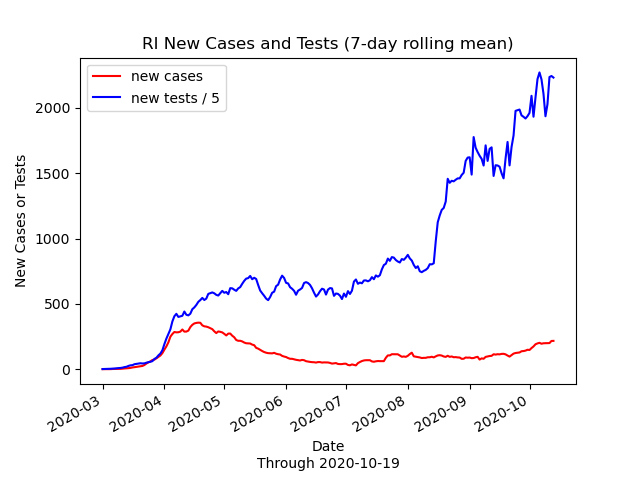 RI New Cases and Tests (7-day rolling mean)
new cases
new tests / 5
New Cases or Tests
2000
1500
1000
500
0
2020-03
2020-04
2020-05
2020-06
2020-07
2020-08
2020-09
2020-10
Date
Through 2020-10-19